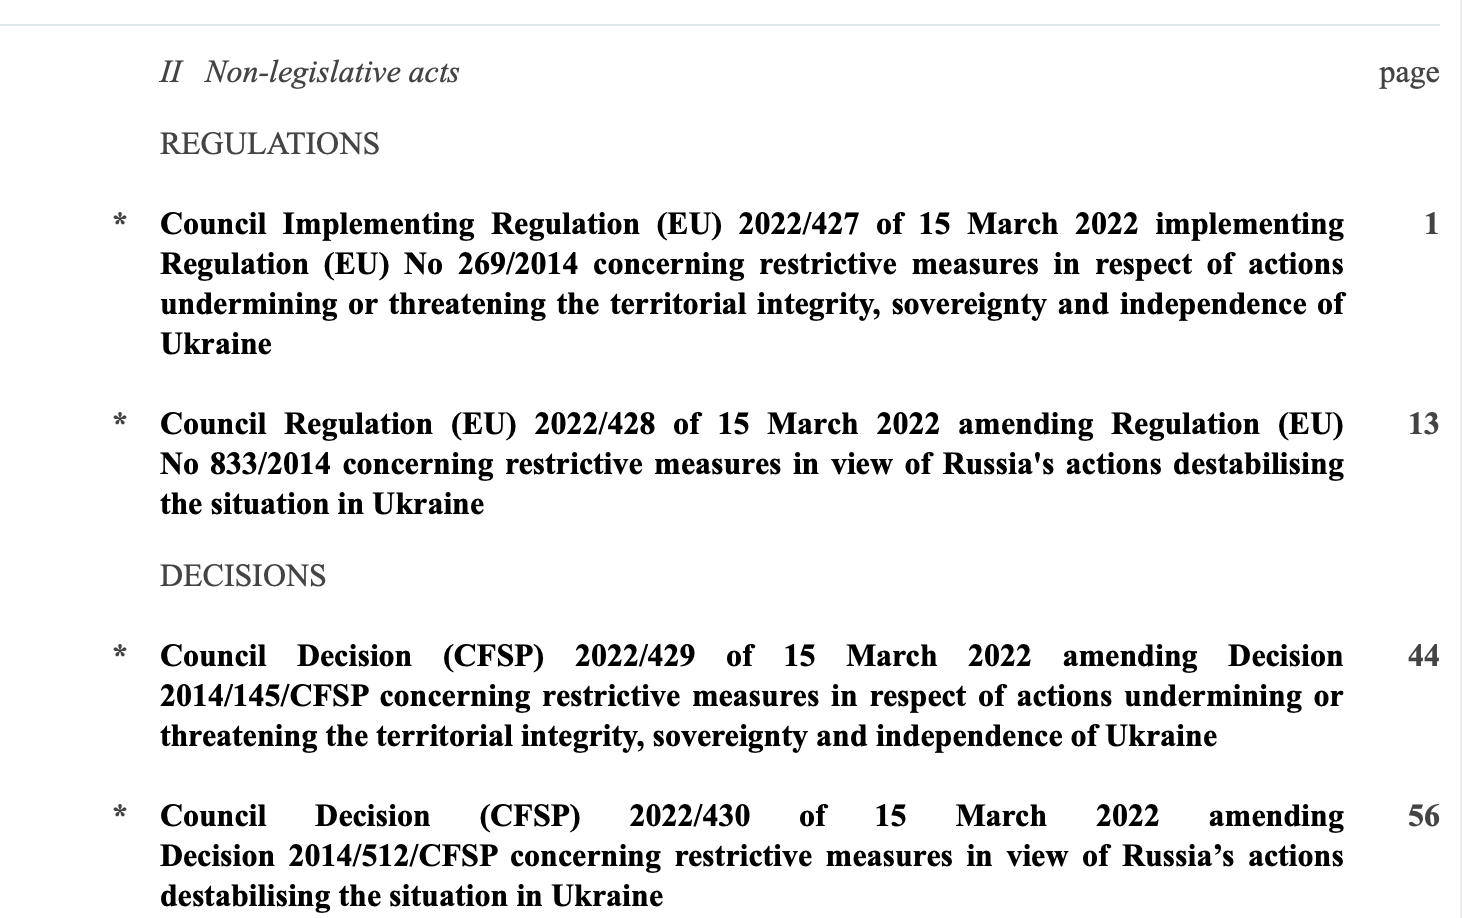 II Non-legislative acts page
REGULATIONS
* Council Implementing Regulation (EU) 2022/427 of 15 March 2022 implementing 1
Regulation (EU) No 269/2014 concerning restrictive measures in respect of actions
undermining or threatening the territorial integrity, sovereignty and independence of
Ukraine
* Council Regulation (EU) 2022/428 of 15 March 2022 amending Regulation (EU) 13
No 833/2014 concerning restrictive measures in view of Russia's actions destabilising
the situation in Ukraine
DECISIONS
* Council Decision (CFSP) 2022/429 of 15 March 2022 amending Decision 44
2014/145/CFSP concerning restrictive measures in respect of actions undermining or
threatening the territorial integrity, sovereignty and independence of Ukraine
* Council Decision (CFSP) 2022/430 of 15 March 2022 amending 56
Decision 2014/512/CFSP concerning restrictive measures in view of Russia’s actions
destabilising the situation in Ukraine